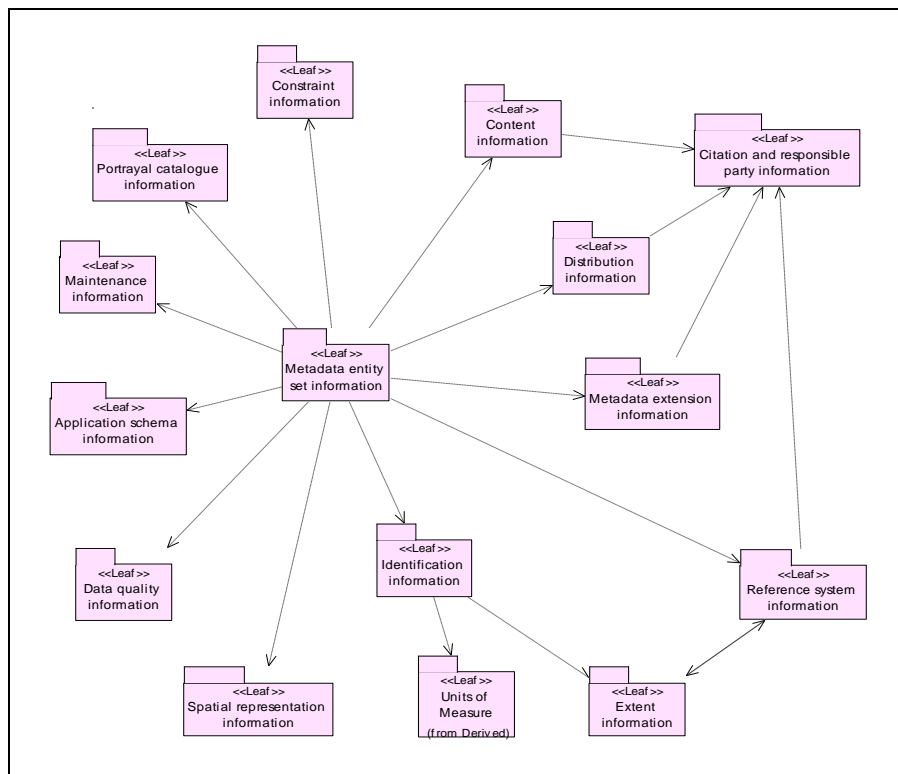 <<Leaf>>
Constraint
information
<<Leaf>>
Content
information
<<Leaf>>
Citation and responsible
party information
<<Leaf>>
Portrayal catalogue
information
<<Leaf>>
Distribution
information
<<Leaf>>
Maintenance
information
<<Leaf>>
Metadata entity
set information
<<Leaf>>
Metadata extension
information
<<Leaf>>
Application schema
information
<<Leaf>>
Data quality
information
<<Leaf>>
Identification
information
<<Leaf>>
Reference system
information
<<Leaf>>
Spatial representation
information
<<Leaf>>
Units of
Measure
(from Derived)
<<Leaf>>
Extent
information